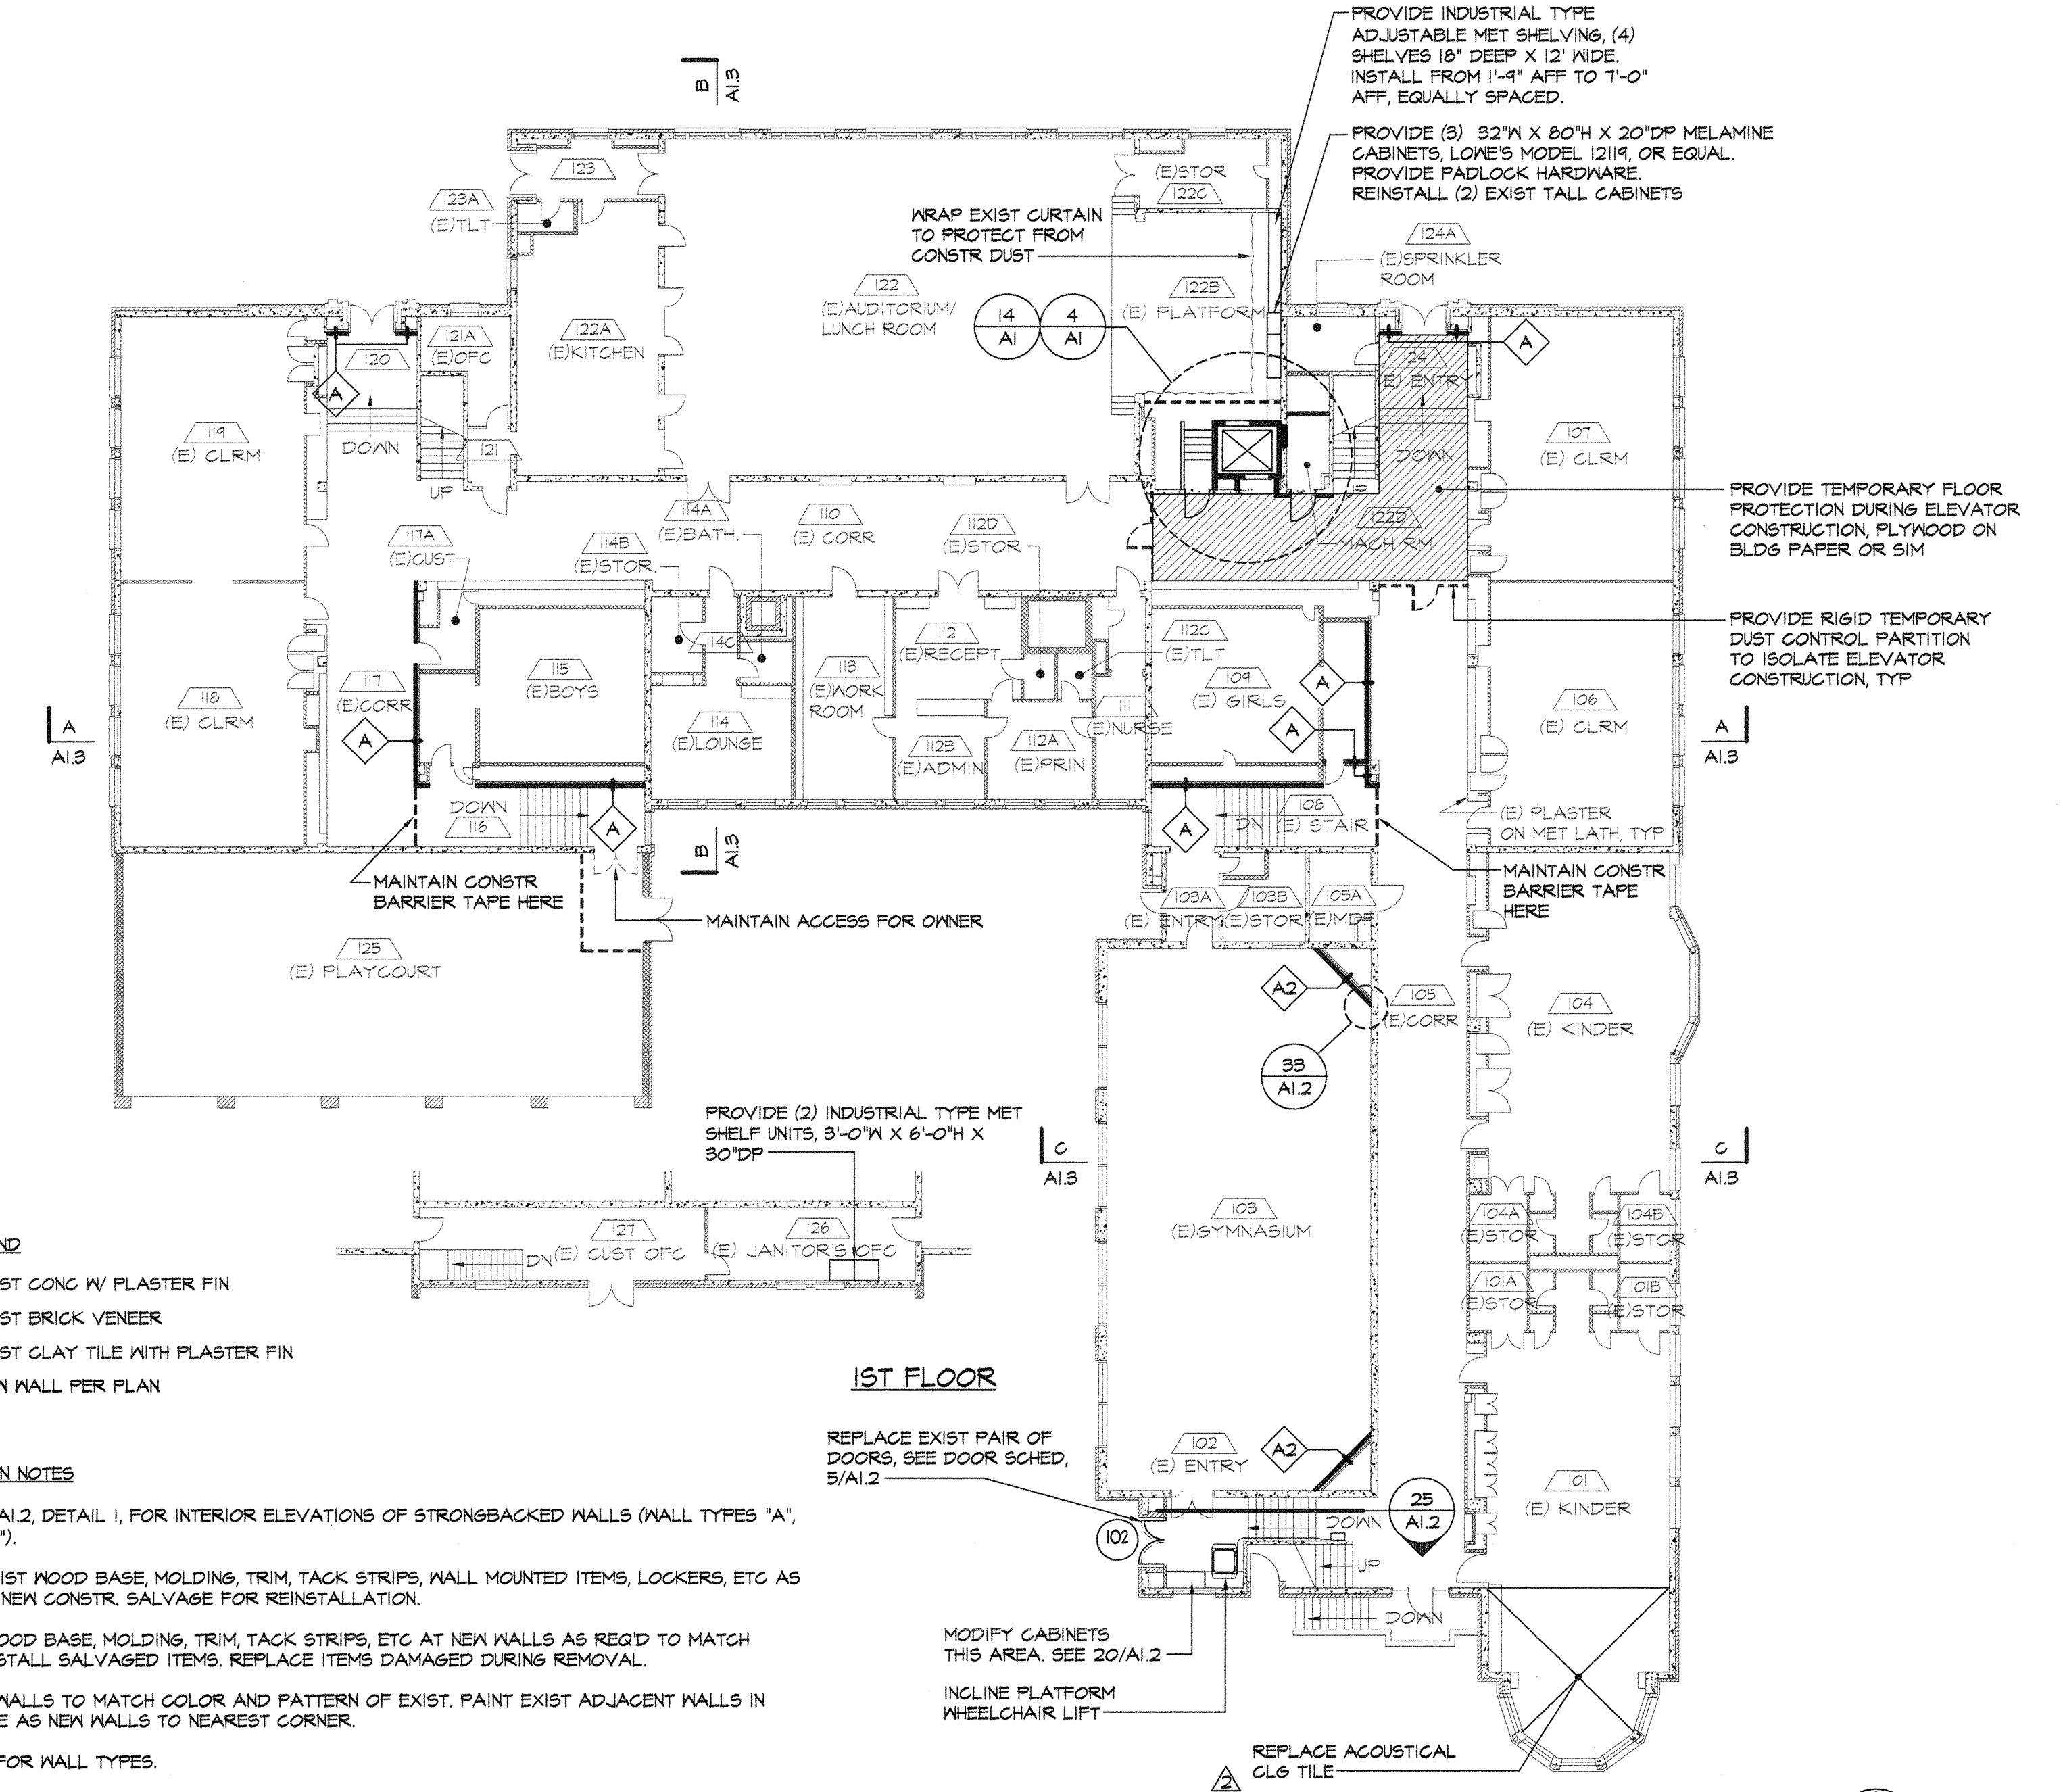 PROVIDE INDUSTRIAL TYPE
ADJUSTABLE MET SHELVING, (4)
SHELVES 18" DEEP X 12' WIDE.
INSTALL FROM 1'-9" AFF TO 7'-0"
AFF, EQUALLY SPACED.
PROVIDE (3) 32"W X 80"H X 20"DP MELAMINE
CABINETS, LOWE'S MODEL 12119, OR EQUAL.
PROVIDE PADLOCK HARDWARE.
REINSTALL (2) EXIST TALL CABINETS
B
A1.3
123
123A
(E)TLT
(E)STOR
122C
WRAP EXIST CURTAIN
TO PROTECT FROM
CONSTR DUST
124A
(E)SPRINKLER
ROOM
122
(E)AUDITORIUM/
LUNCH ROOM
122B
(E) PLATFORM
14
A1
4
A1
122A
(E)KITCHEN
121A
(E)OFC
120
A
DOWN
121
UP
119
(E) CLRM
124
(E) ENTRY
A
DOWN
107
(E) CLRM
PROVIDE TEMPORARY FLOOR
PROTECTION DURING ELEVATOR
CONSTRUCTION, PLYWOOD ON
BLDG PAPER OR SIM
122D
MACH RM
117A
(E)CUST
114B
(E)STOR.
114A
(E)BATH.
110
(E) CORR
112D
(E)STOR
PROVIDE RIGID TEMPORARY
DUST CONTROL PARTITION
TO ISOLATE ELEVATOR
CONSTRUCTION, TYP
118
(E) CLRM
117
(E)CORR
A
115
(E)BOYS
114C
114
(E)LOUNGE
113
(E)WORK
ROOM
112
(E)RECEPT
112B
(E)ADMIN
112A
(E)PRIN
111
(E)NURSE
112C
(E)TLT
109
(E) GIRLS
A
A
106
(E) CLRM
A
A1.3
A
A1.3
DOWN
116
A
B
A1.3
A
DN
108
(E) STAIR
(E) PLASTER
ON MET LATH, TYP
MAINTAIN CONSTR
BARRIER TAPE HERE
MAINTAIN ACCESS FOR OWNER
MAINTAIN CONSTR
BARRIER TAPE
HERE
103A
(E) ENTRY
103B
(E)STOR
105A
(E)MDF
125
(E) PLAYCOURT
A2
105
(E)CORR
104
(E) KINDER
33
A1.2
PROVIDE (2) INDUSTRIAL TYPE MET
SHELF UNITS, 3'-0"W X 6'-0"H X
30"DP
C
A1.3
C
A1.3
127
(E) CUST OFC
DN
126
(E) JANITOR'S OFC
103
(E)GYMNASIUM
104A
(E)STOR
104B
(E)STOR
101A
(E)STOR
101B
(E)STOR
ND
ST CONC W/ PLASTER FIN
ST BRICK VENEER
ST CLAY TILE WITH PLASTER FIN
N WALL PER PLAN
1ST FLOOR
REPLACE EXIST PAIR OF
DOORS, SEE DOOR SCHED,
5/A1.2
102
(E) ENTRY
A2
101
(E) KINDER
25
A1.2
102
DOWN
UP
DOWN
N NOTES
A1.2, DETAIL 1, FOR INTERIOR ELEVATIONS OF STRONGBACKED WALLS (WALL TYPES "A",
").
IST WOOD BASE, MOLDING, TRIM, TACK STRIPS, WALL MOUNTED ITEMS, LOCKERS, ETC AS
NEW CONSTR. SALVAGE FOR REINSTALLATION.
OOD BASE, MOLDING, TRIM, TACK STRIPS, ETC AT NEW WALLS AS REQ'D TO MATCH
STALL SALVAGED ITEMS. REPLACE ITEMS DAMAGED DURING REMOVAL.
WALLS TO MATCH COLOR AND PATTERN OF EXIST. PAINT EXIST ADJACENT WALLS IN
E AS NEW WALLS TO NEAREST CORNER.
FOR WALL TYPES.
MODIFY CABINETS
THIS AREA. SEE 20/A1.2
INCLINE PLATFORM
WHEELCHAIR LIFT
REPLACE ACOUSTICAL
CLG TILE
2